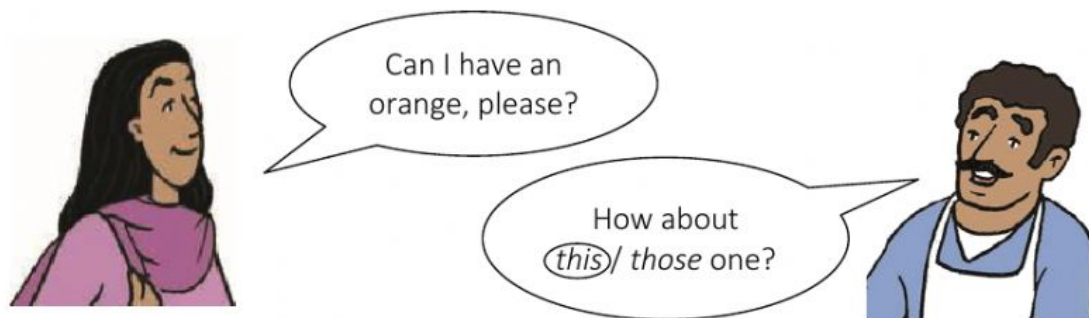 Can I have an
orange, please?
How about
this/ those one?